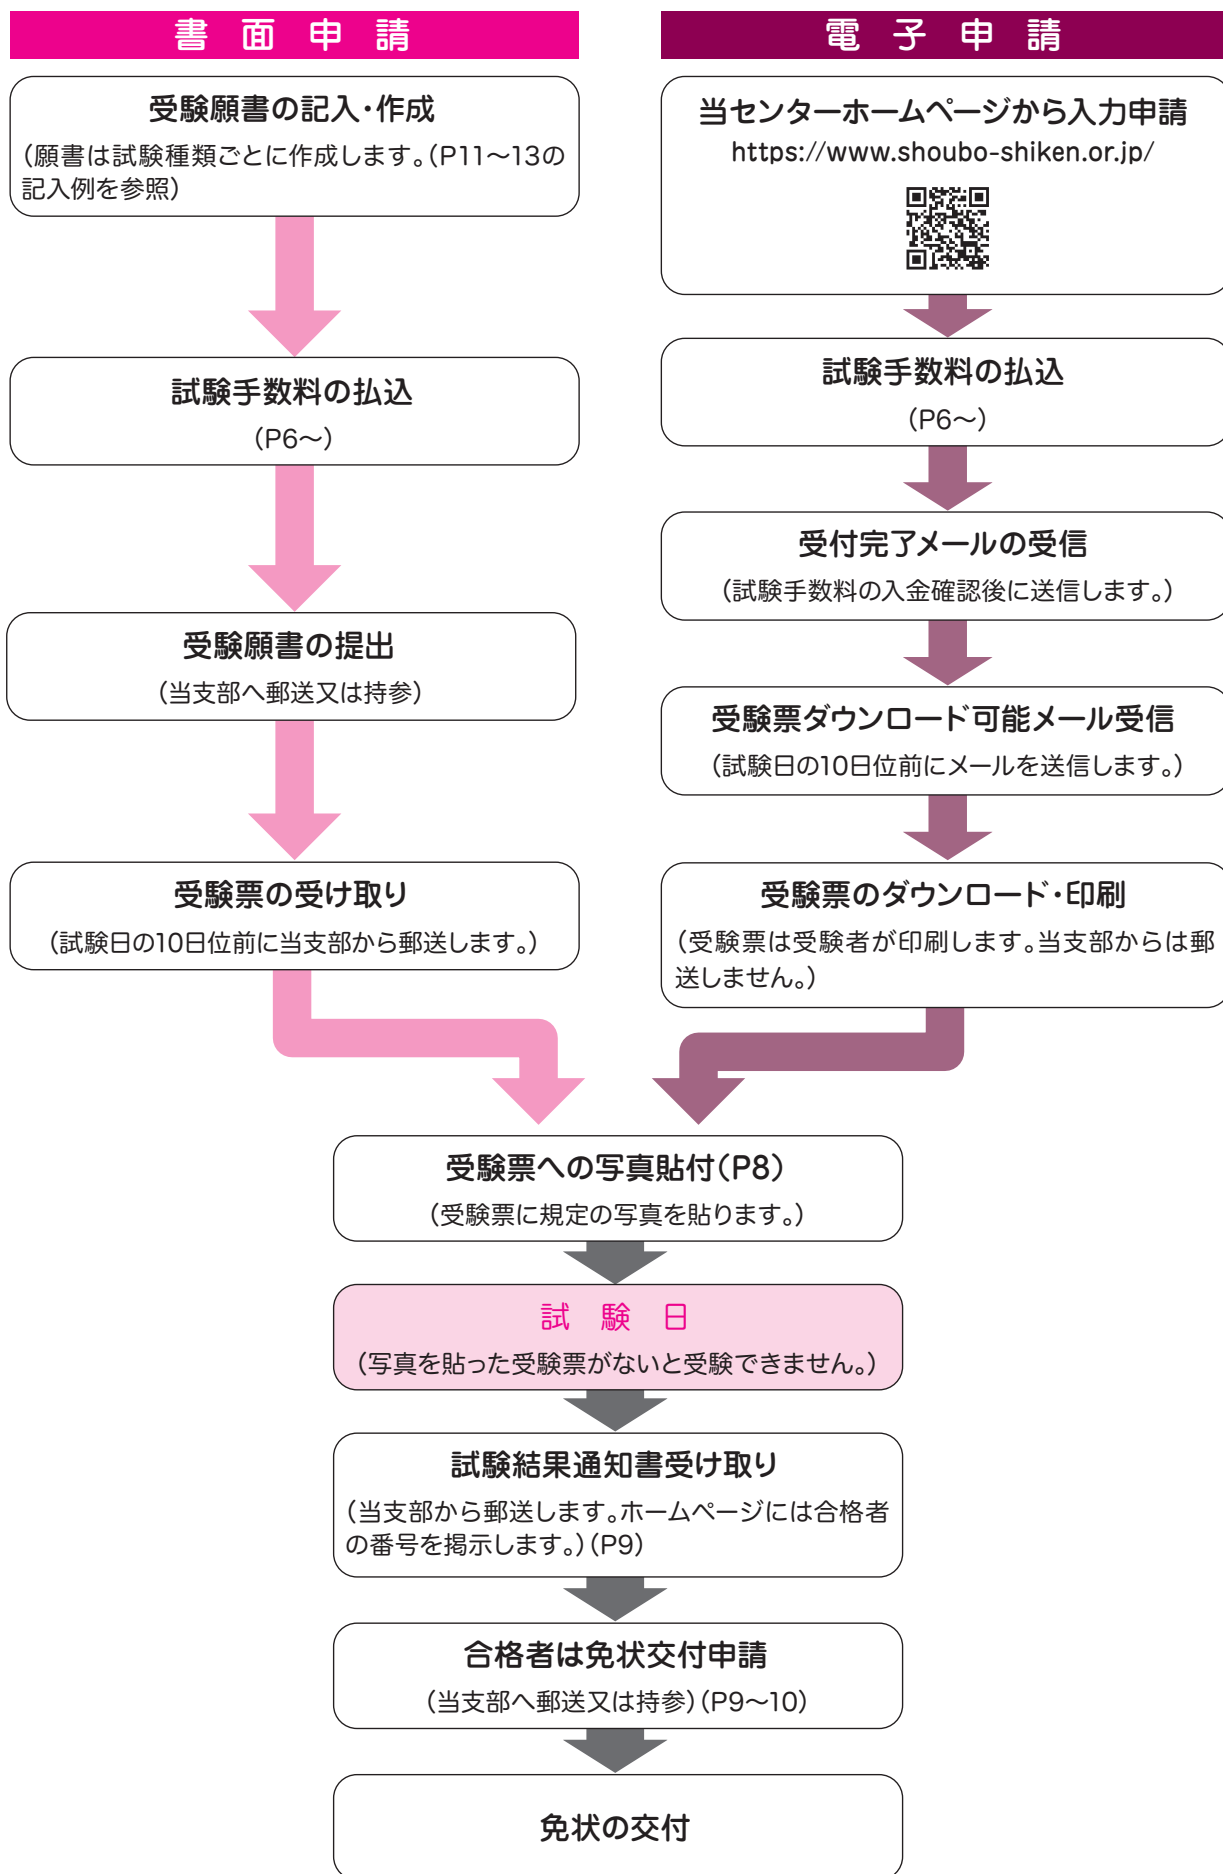 書面申請
受験願書の記入・作成
（願書は試験種類ごとに作成します。（P11～13の
記入例を参照）
試験手数料の払込
（P6～）
受験願書の提出
（当支部へ郵送又は持参）
受験票の受け取り
（試験日の10日位前に当支部から郵送します。）
電子申請
当センターホームページから入力申請
https://www.shoubo-shiken.or.jp/
試験手数料の払込
（P6～）
受付完了メールの受信
（試験手数料の入金確認後に送信します。）
受験票ダウンロード可能メール受信
（試験日の10日位前にメールを送信します。）
受験票のダウンロード・印刷
（受験票は受験者が印刷します。当支部からは郵
送しません。）
受験票への写真貼付（P8）
（受験票に規定の写真を貼ります。）
試験日
（写真を貼った受験票がないと受験できません。）
試験結果通知書受け取り
（当支部から郵送します。ホームページには合格者
の番号を掲示します。）（P9）
合格者は免状交付申請
（当支部へ郵送又は持参）（P9～10）
免状の交付